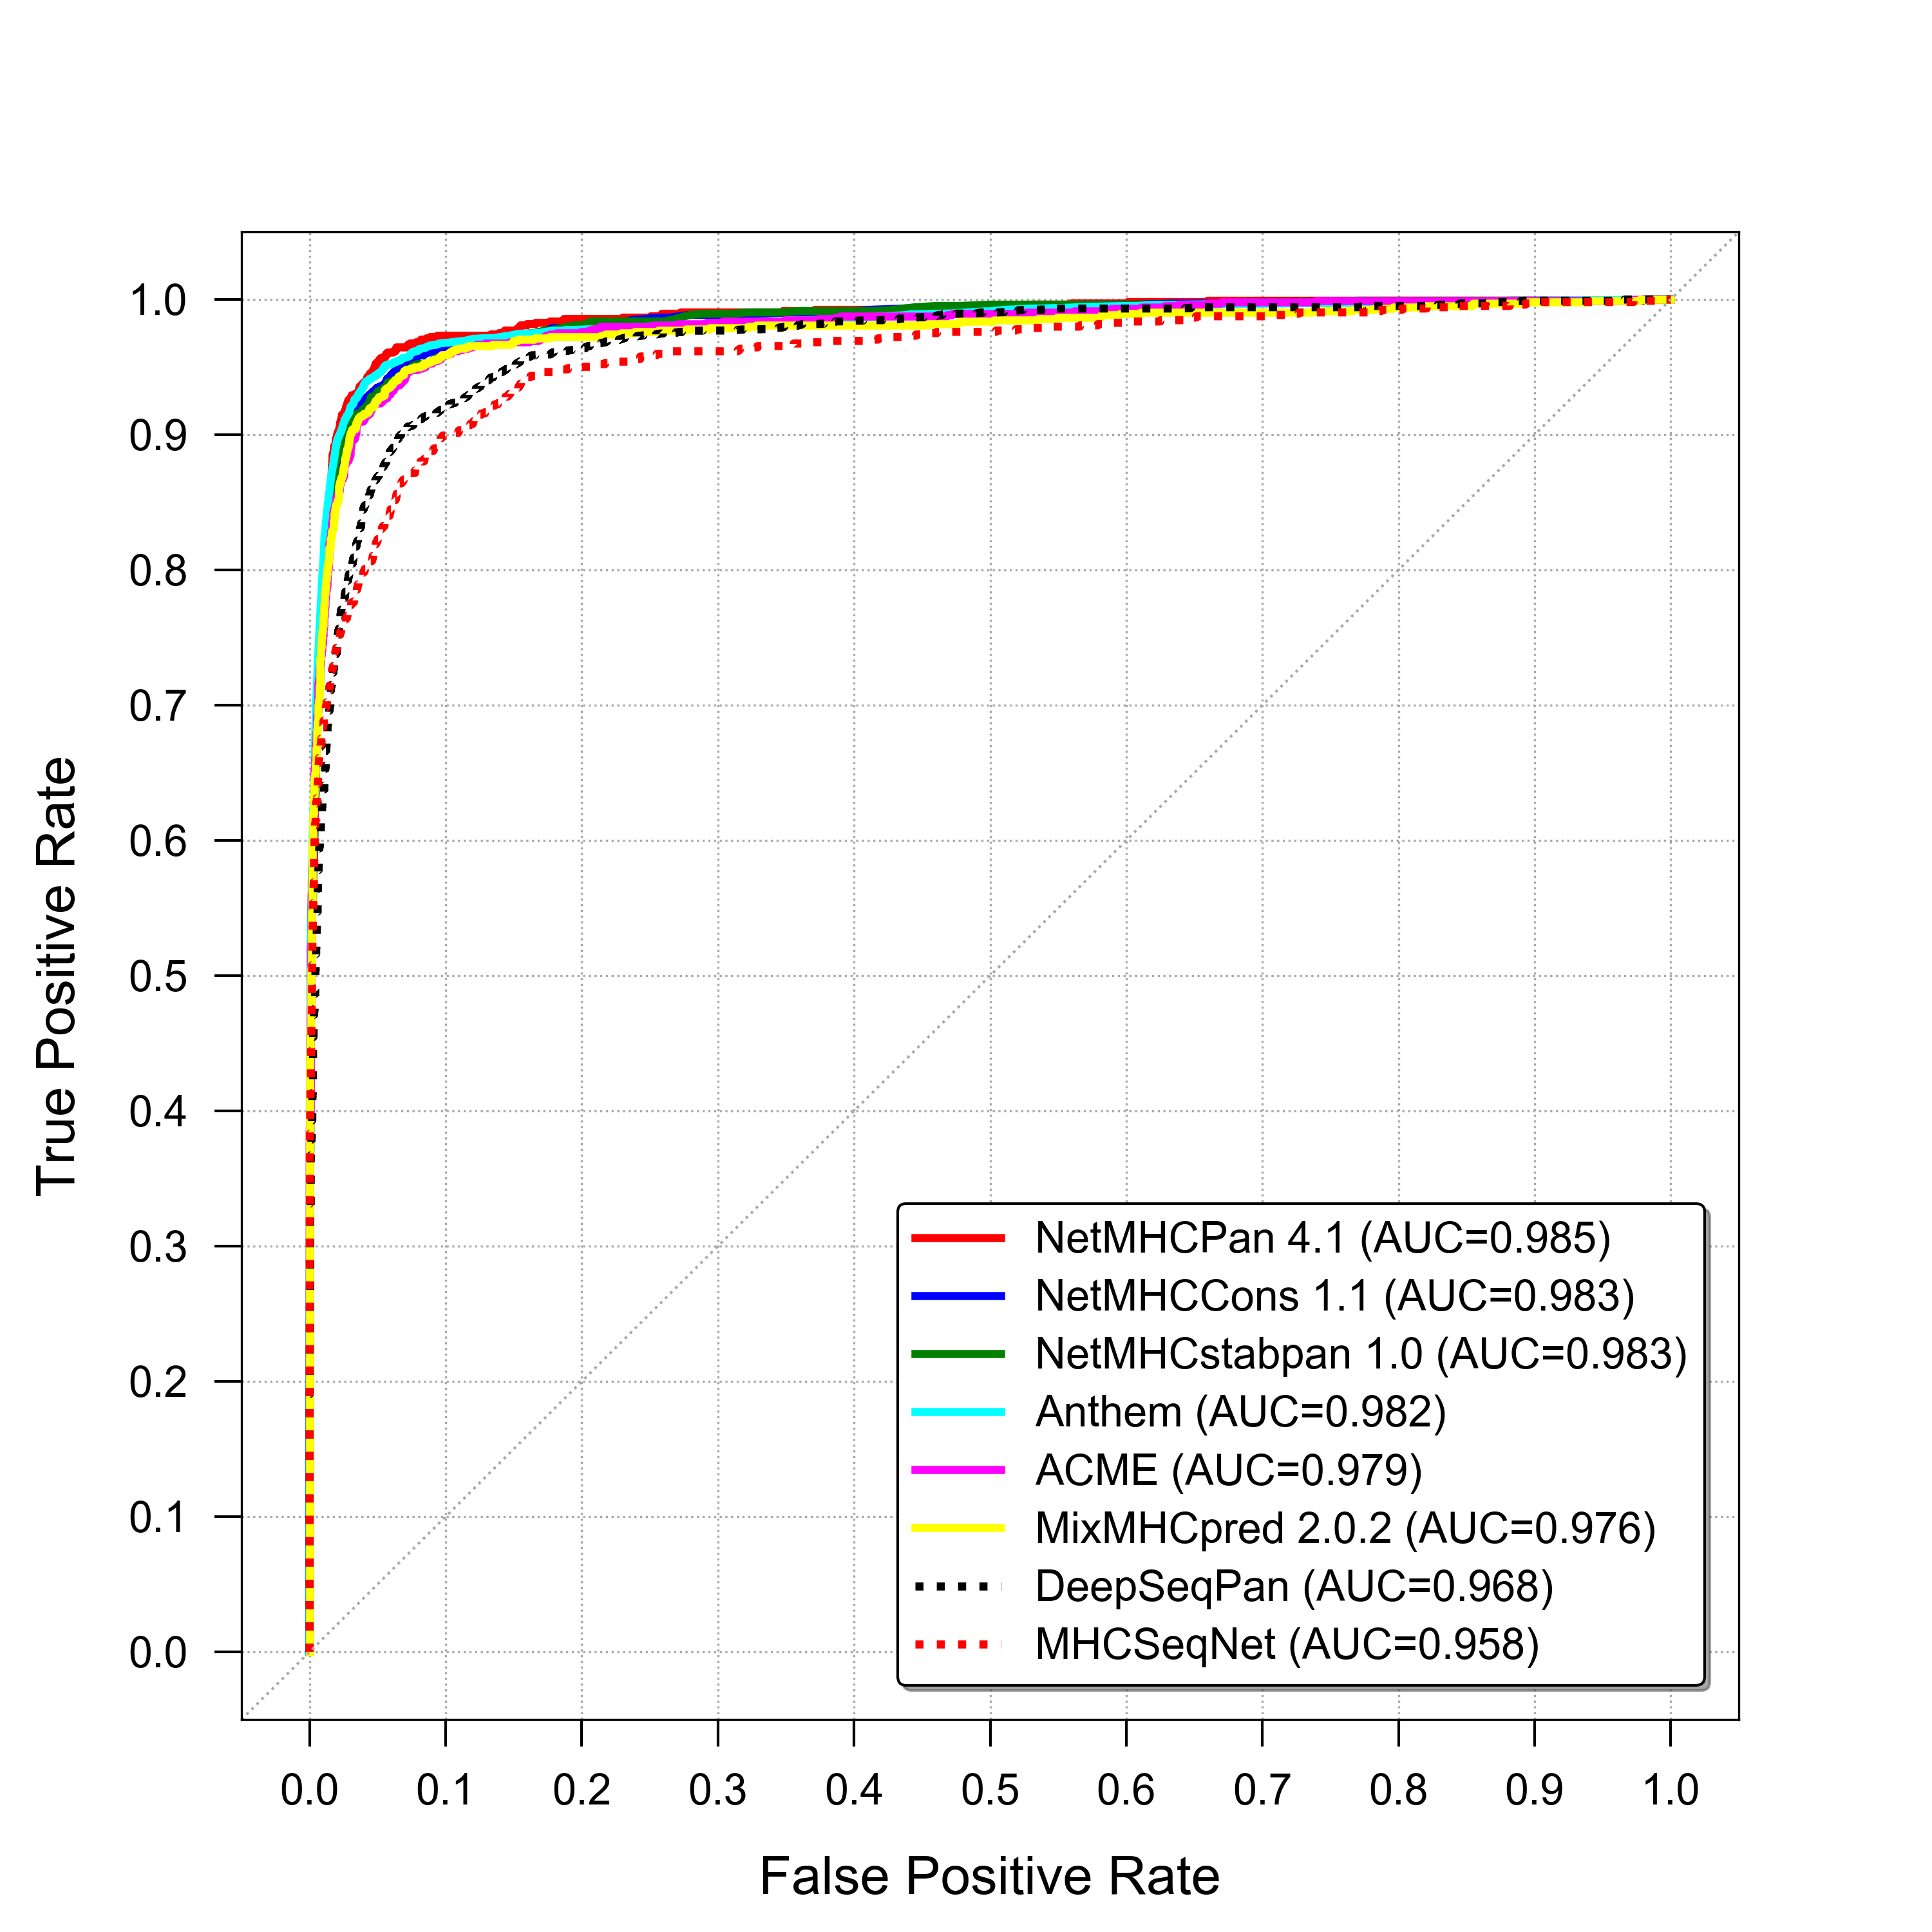 1.0
0.9
0.8
0.7
0.6
0.5
0.4
0.3
0.2
0.1
0.0
True Positive Rate
NetMHCPan 4.1 (AUC=0.985)
NetMHCCons 1.1 (AUC=0.983)
NetMHCstabpan 1.0 (AUC=0.983)
Anthem (AUC=0.982)
ACME (AUC=0.979)
MixMHCpred 2.0.2 (AUC=0.976)
DeepSeqPan (AUC=0.968)
MHCSeqNet (AUC=0.958)
0.0 0.1 0.2 0.3 0.4 0.5 0.6 0.7 0.8 0.9 1.0
False Positive Rate